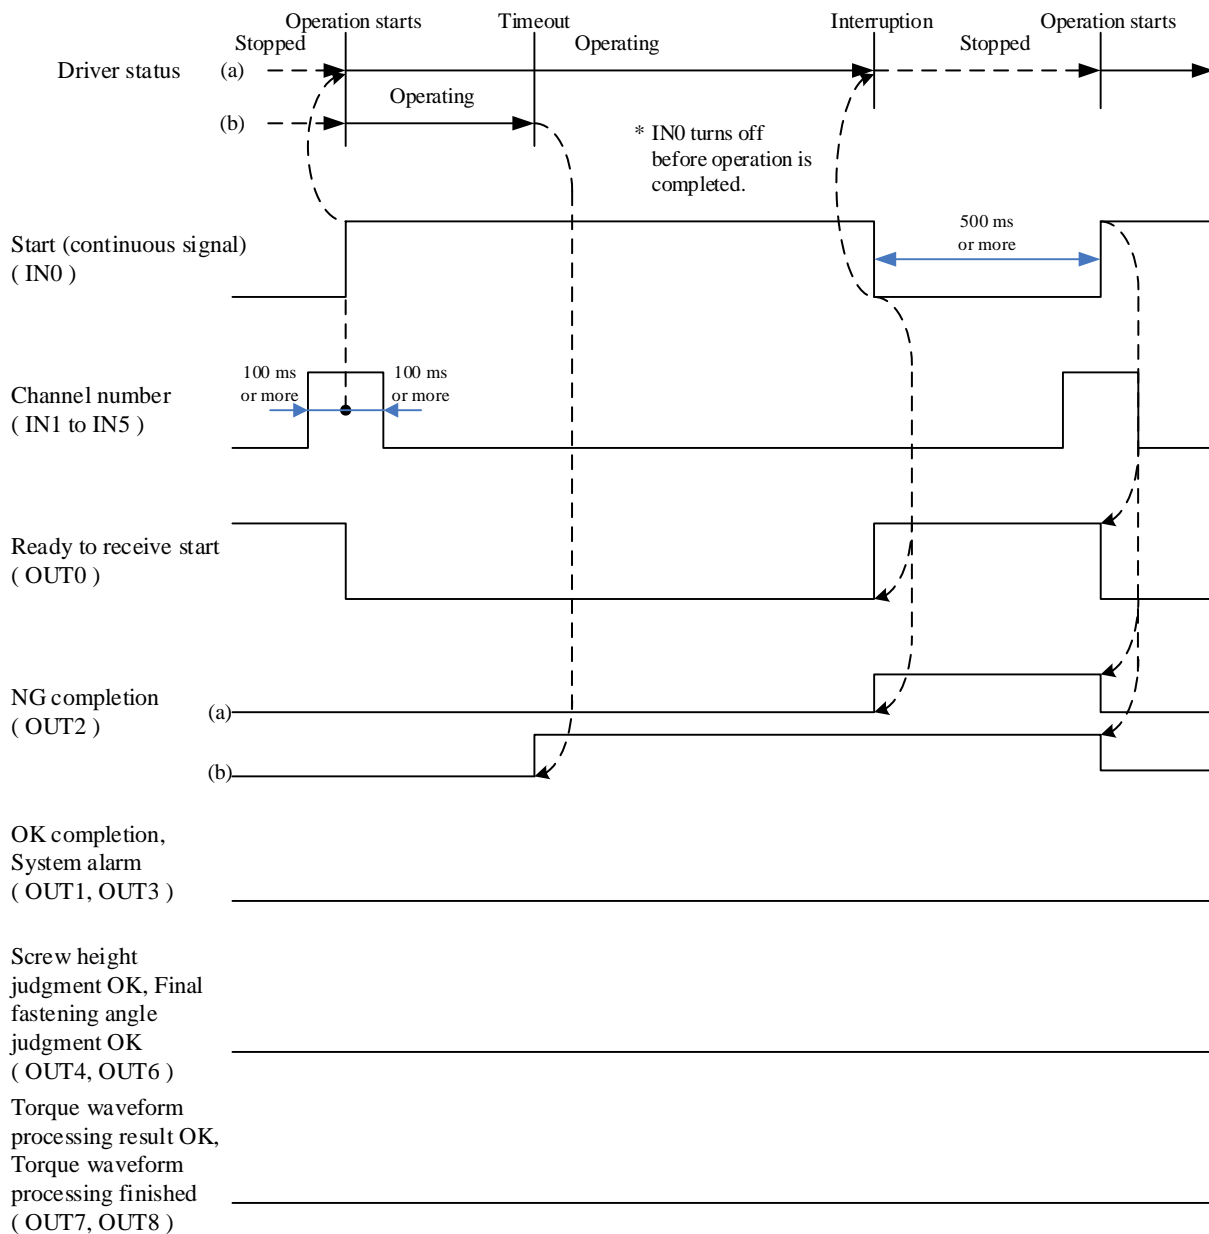 Operation starts
Timeout
Interruption
Operation starts
Stopped
Operating
Stopped
Driver status
(a)
Operating
(b)
* IN0 turns off
before operation is
completed.
Start (continuous signal)
( IN0 )
500 ms
or more
100 ms
or more
100 ms
or more
Channel number
( IN1 to IN5 )
Ready to receive start
( OUT0 )
NG completion
( OUT2 )
(a)
(b)
OK completion,
System alarm
( OUT1, OUT3 )
Screw height
judgment OK, Final
fastening angle
judgment OK
( OUT4, OUT6 )
Torque waveform
processing result OK,
Torque waveform
processing finished
( OUT7, OUT8 )